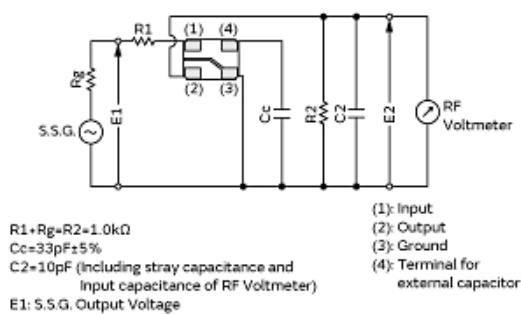 R1
(1)
(4)
Rg
E1
(2)
(3)
Cc
R2
C2
E2
RF
Voltmeter
S.S.G.
R1+Rg=R2=1.0kΩ
Cc=33pF±5%
C2=10pF (Including stray capacitance and
Input capacitance of RF Voltmeter)
E1: S.S.G. Output Voltage
(1): Input
(2): Output
(3): Ground
(4): Terminal for
external capacitor